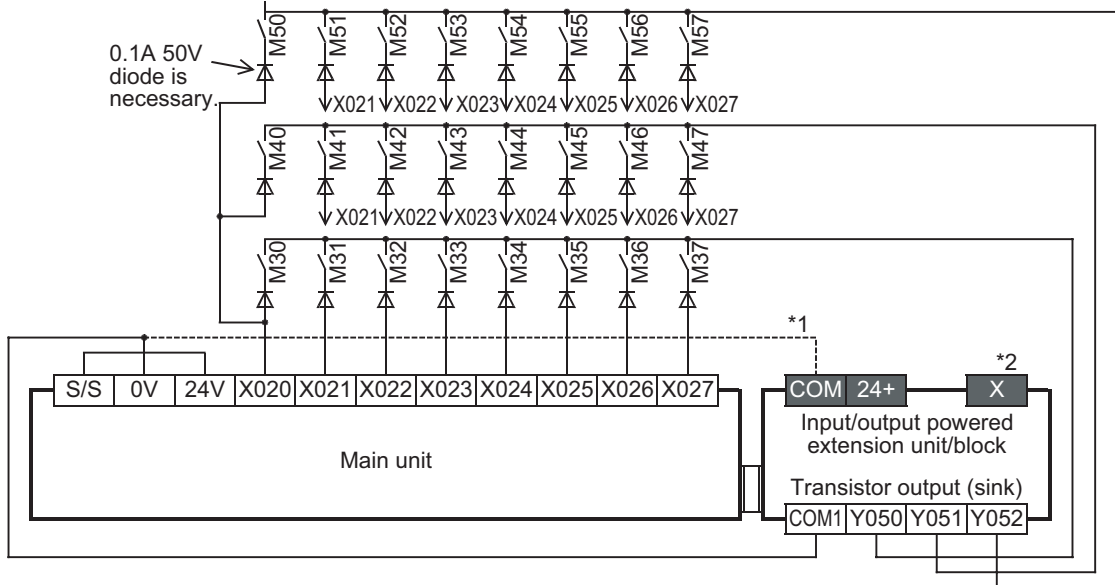 M50 M51 M52 M53 M54 M55 M56 M57
0.1A 50V
diode is
necessary.
X021 X022 X023 X024 X025 X026 X027
M40 M41 M42 M43 M44 M45 M46 M47
X021 X022 X023 X024 X025 X026 X027
M30 M31 M32 M33 M34 M35 M36 M37
*1
*2
S/S 0V 24V X020 X021 X022 X023 X024 X025 X026 X027
COM 24+ X
Input/output powered
extension unit/block
Main unit
Transistor output (sink)
COM1 Y050 Y051 Y052